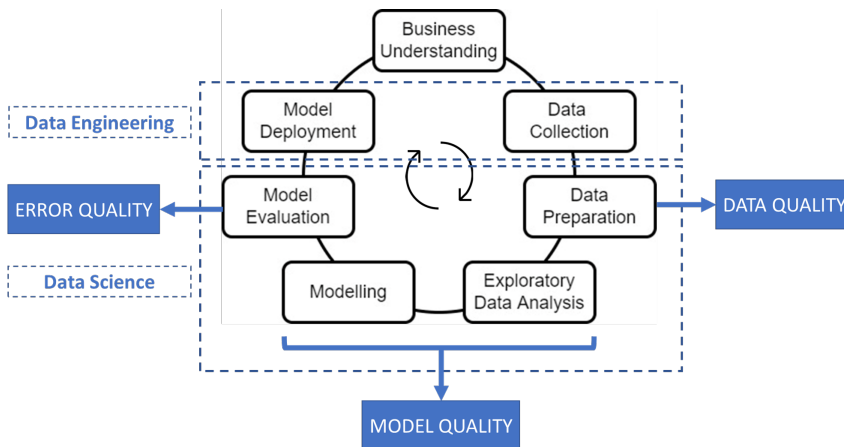 Business
Understanding
Model
Deployment
Data
Collection
Data Engineering
Model
Evaluation
Data
Preparation
ERROR QUALITY
DATA QUALITY
Data Science
Modelling
Exploratory
Data Analysis
MODEL QUALITY